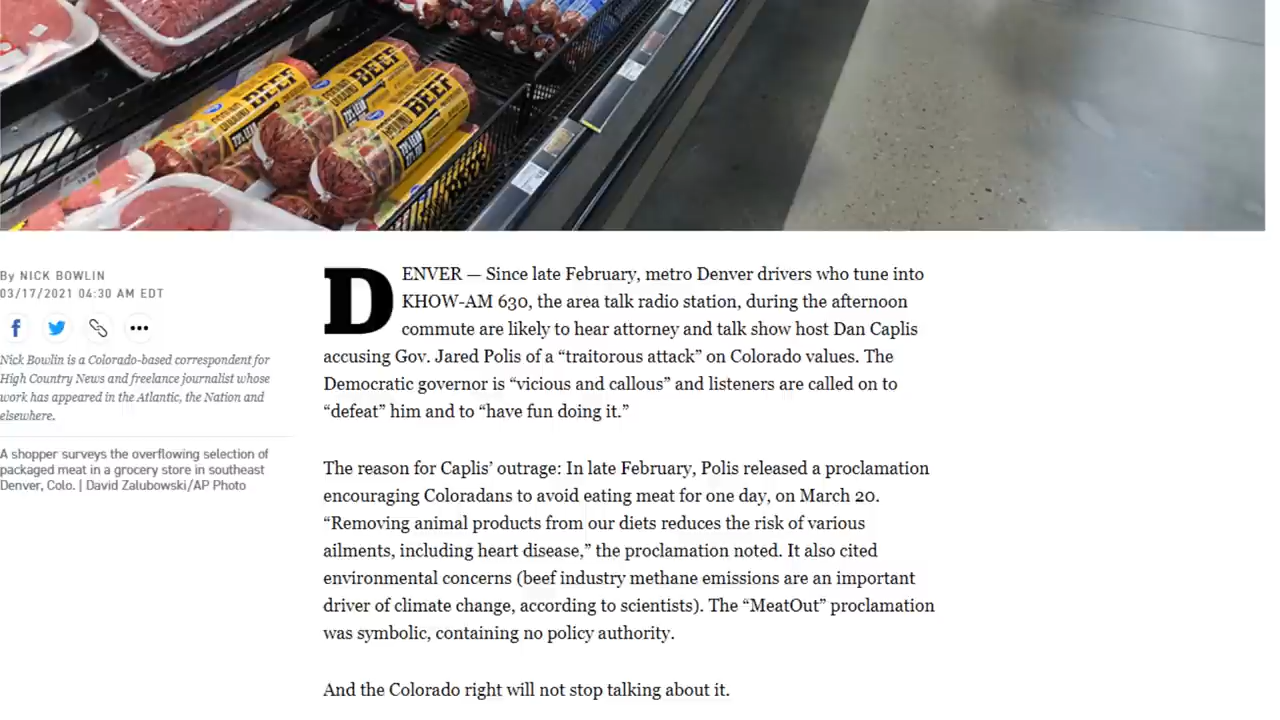 GROUND BEEF
GROUND BEEF
GROUND BEEF
73% LEAN
27% FAT
By NICK BOWLIN
03/17/2021 04:30 AM EDT
Nick Bowlin is a Colorado-based correspondent for
High Country News and freelance journalist whose
work has appeared in the Atlantic, the Nation and
elsewhere.
A shopper surveys the overflowing selection of
packaged meat in a grocery store in southeast
Denver, Colo. | David Zalubowski/AP Photo
DENVER — Since late February, metro Denver drivers who tune into
KHOW-AM 630, the area talk radio station, during the afternoon
commute are likely to hear attorney and talk show host Dan Caplis
accusing Gov. Jared Polis of a “traitorous attack” on Colorado values. The
Democratic governor is “vicious and callous” and listeners are called on to
“defeat” him and to “have fun doing it.”
The reason for Caplis’ outrage: In late February, Polis released a proclamation
encouraging Coloradans to avoid eating meat for one day, on March 20.
“Removing animal products from our diets reduces the risk of various
ailments, including heart disease,” the proclamation noted. It also cited
environmental concerns (beef industry methane emissions are an important
driver of climate change, according to scientists). The “MeatOut” proclamation
was symbolic, containing no policy authority.
And the Colorado right will not stop talking about it.